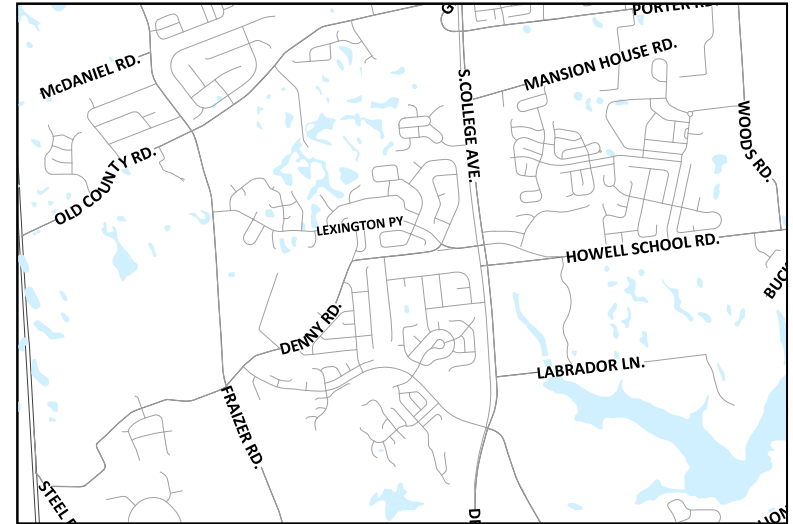 PORTER RD.
McDANIEL RD.
MANSION HOUSE RD.
S.COLLEGE AVE.
WOODS RD.
OLD COUNTY RD.
LEXINGTON PY
HOWELL SCHOOL RD.
DENNY RD.
LABRADOR LN.
FRAIZER RD.